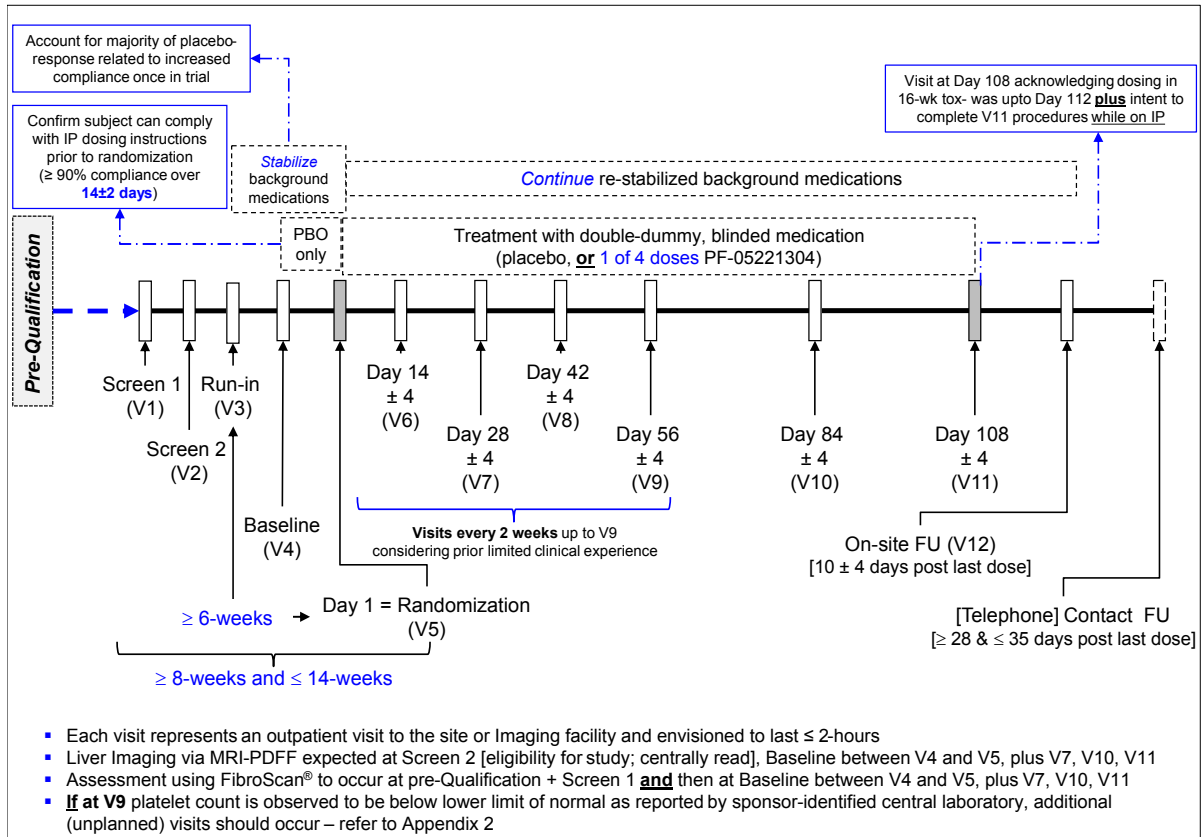 Account for majority of placebo-
response related to increased
compliance once in trial
Visit at Day 108 acknowledging dosing in
16-wk tox- was upto Day 112 plus intent to
complete V11 procedures while on IP
Confirm subject can comply
with IP dosing instructions
prior to randomization
(≥ 90% compliance over
14±2 days)
Stabilize
background
medications
Continue re-stabilized background medications
PBO
only
Treatment with double-dummy, blinded medication
(placebo, or 1 of 4 doses PF-05221304)
Pre-Qualification
Screen 1
(V1)
Screen 2
(V2)
Run-in
(V3)
Baseline
(V4)
Day 1 = Randomization
(V5)
≥ 6-weeks
≥ 8-weeks and ≤ 14-weeks
Day 14
± 4
(V6)
Day 28
± 4
(V7)
Day 42
± 4
(V8)
Day 56
± 4
(V9)
Visits every 2 weeks up to V9
considering prior limited clinical experience
Day 84
± 4
(V10)
Day 108
± 4
(V11)
On-site FU (V12)
[10 ± 4 days post last dose]
[Telephone] Contact FU
[≥ 28 & ≤ 35 days post last dose]
▪ Each visit represents an outpatient visit to the site or Imaging facility and envisioned to last ≤ 2-hours
▪ Liver Imaging via MRI-PDFF expected at Screen 2 [eligibility for study; centrally read], Baseline between V4 and V5, plus V7, V10, V11
▪ Assessment using FibroScan® to occur at pre-Qualification + Screen 1 and then at Baseline between V4 and V5, plus V7, V10, V11
▪ If at V9 platelet count is observed to be below lower limit of normal as reported by sponsor-identified central laboratory, additional
(unplanned) visits should occur – refer to Appendix 2